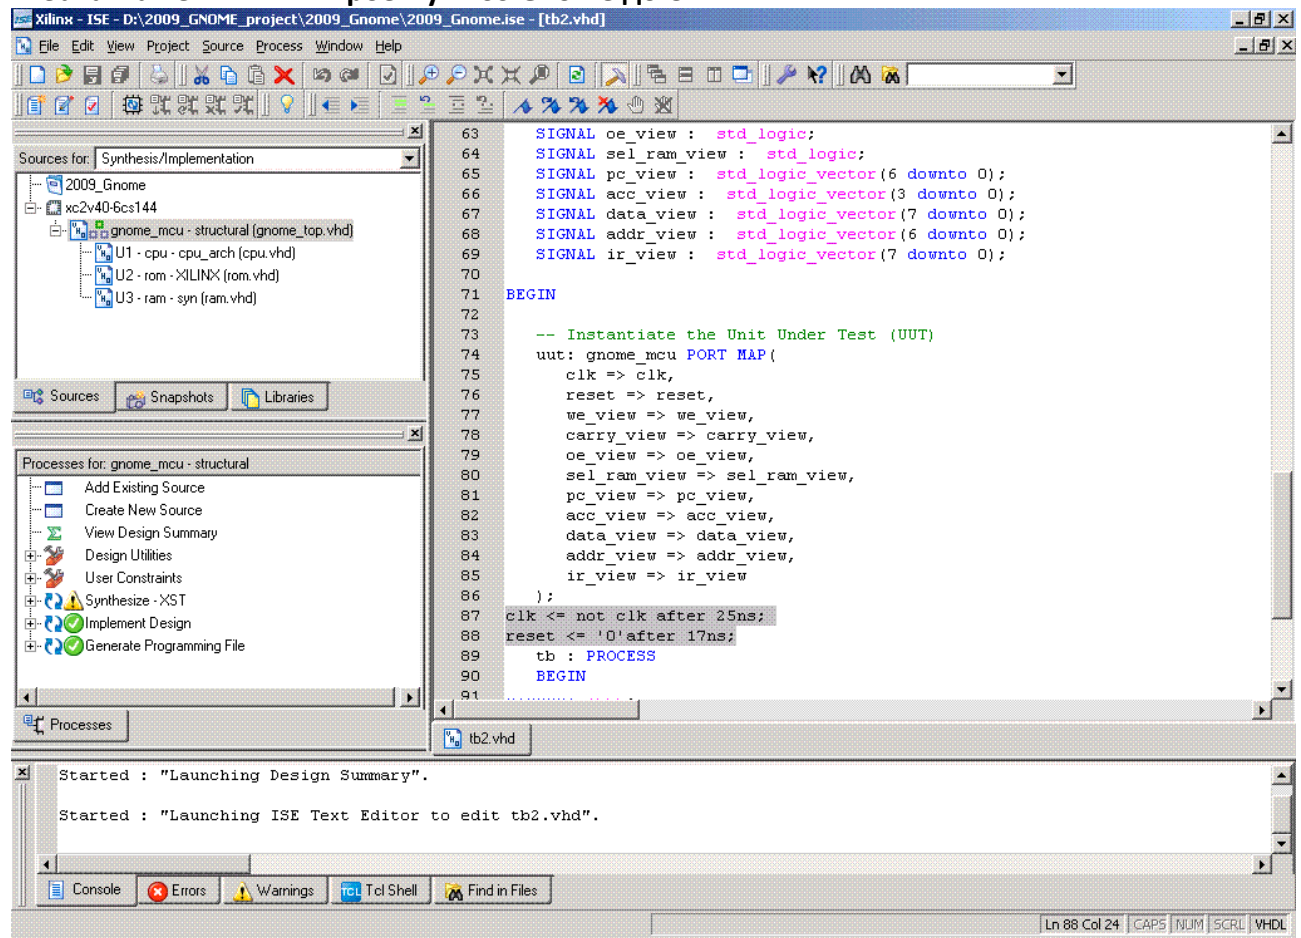 Xilinx - ISE - D:\2009_GNOME_project\2009_Gnome\2009_Gnome.ise - [tb2.vhd]
File Edit View Project Source Process Window Help
Sources for: Synthesis/Implementation
2009_Gnome
xc2v40-6cs144
gnome_mcu - structural (gnome_top.vhd)
U1 - cpu - cpu_arch (cpu.vhd)
U2 - rom - XILINX (rom.vhd)
U3 - ram - syn (ram.vhd)
Sources Snapshots Libraries
Processes for: gnome_mcu - structural
Add Existing Source
Create New Source
View Design Summary
Design Utilities
User Constraints
Synthesize - XST
Implement Design
Generate Programming File
Processes
63 SIGNAL oe_view : std_logic;
64 SIGNAL sel_ram_view : std_logic;
65 SIGNAL pc_view : std_logic_vector(6 downto 0);
66 SIGNAL acc_view : std_logic_vector(3 downto 0);
67 SIGNAL data_view : std_logic_vector(7 downto 0);
68 SIGNAL addr_view : std_logic_vector(6 downto 0);
69 SIGNAL ir_view : std_logic_vector(7 downto 0);
70
71 BEGIN
72
73 -- Instantiate the Unit Under Test (UUT)
74 uut: gnome_mcu PORT MAP(
75 clk => clk,
76 reset => reset,
77 we_view => we_view,
78 carry_view => carry_view,
79 oe_view => oe_view,
80 sel_ram_view => sel_ram_view,
81 pc_view => pc_view,
82 acc_view => acc_view,
83 data_view => data_view,
84 addr_view => addr_view,
85 ir_view => ir_view
86 );
87 clk <= not clk after 25ns;
88 reset <= '0'after 17ns;
89 tb : PROCESS
90 BEGIN
91
tb2.vhd
Started : "Launching Design Summary".
Started : "Launching ISE Text Editor to edit tb2.vhd".
Console Errors Warnings Tcl Shell Find in Files
Ln 88 Col 24 CAPS NUM SCRL VHDL